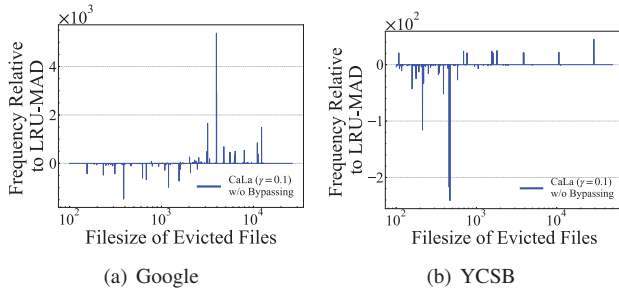 ×10³
Frequency Relative
to LRU-MAD
4
2
0
CaLa (γ = 0.1)
w/o Bypassing
10² 10³ 10⁴
Filesize of Evicted Files
(a) Google
×10²
Frequency Relative
to LRU-MAD
0
−1
−2
CaLa (γ = 0.1)
w/o Bypassing
10² 10³ 10⁴
Filesize of Evicted Files
(b) YCSB